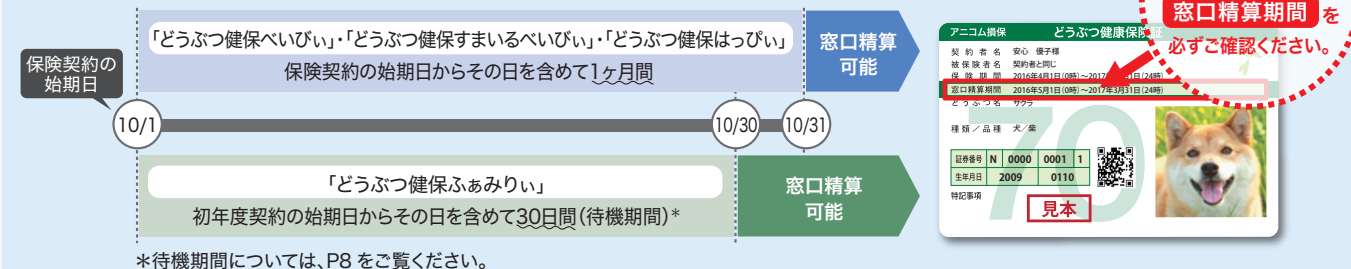 「どうぶつ健保べいびぃ」・「どうぶつ健保すまいるべいびぃ」・「どうぶつ健保はっぴぃ」
保険契約の始期日からその日を含めて1ヶ月間
窓口精算
可能
保険契約の
始期日
10/1
10/30
10/31
「どうぶつ健保ふぁみりぃ」
初年度契約の始期日からその日を含めて30日間(待機期間)*
窓口精算
可能
*待機期間については、P8 をご覧ください。
窓口精算期間を
必ずご確認ください。
アニコム損保 どうぶつ健康保険証
契約者名 安心 優子様
被保険者名 契約者と同じ
保険期間 2016年4月1日(0時)~2017 1日(24時)
窓口精算期間 2016年5月1日(0時)~2017年3月31日(24時)
どうぶつ名 サクラ
種類/品種 犬/柴
79
証券番号 N 0000 0001 1
生年月日 2009 0110
特記事項
見本